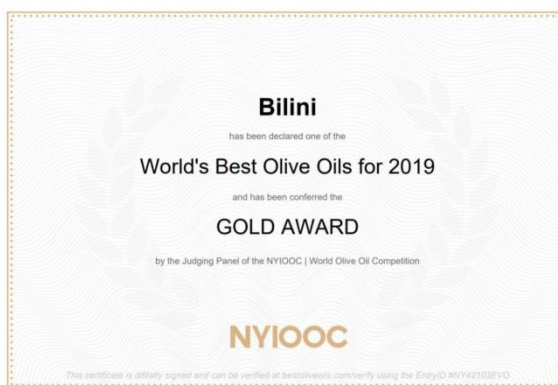 Bilini
has been declared one of the
World's Best Olive Oils for 2019
and has been conferred the
GOLD AWARD
by the Judging Panel of the NYIOOC | World Olive Oil Competition
NYIOOC
This certificate is difitally signed and can be verified at bestoliveoils.com/verify using the EntryID #NY42103EVO